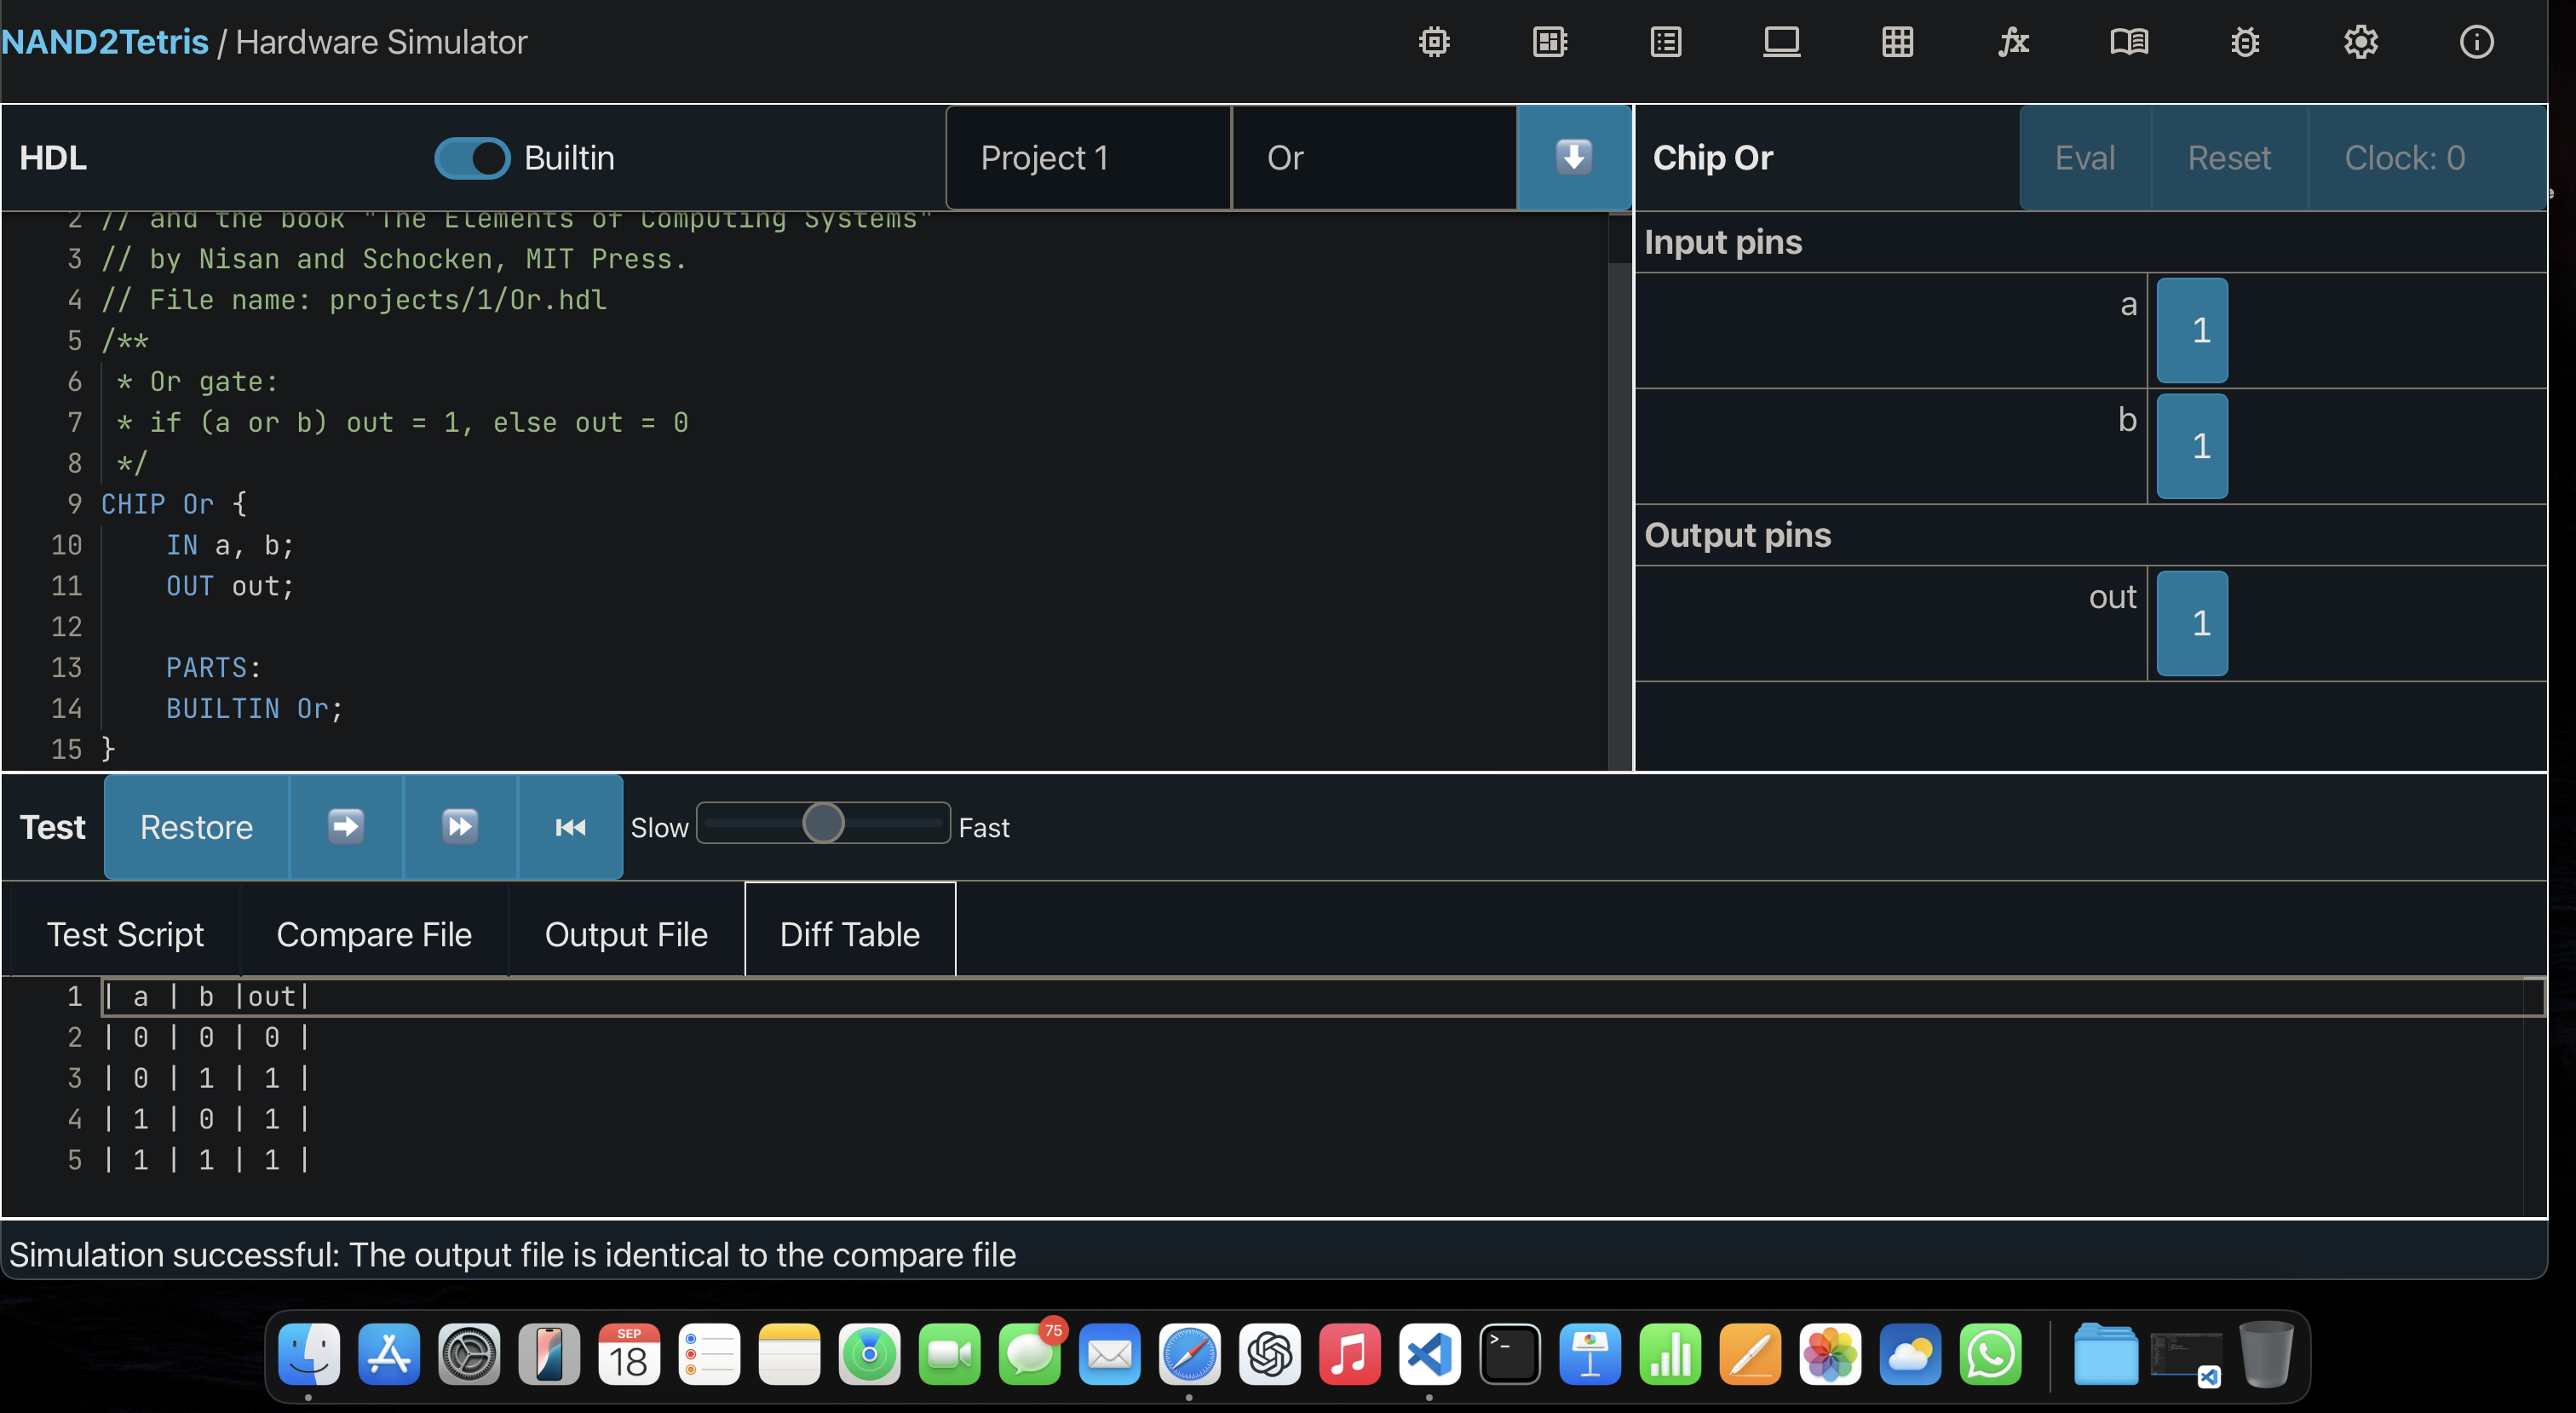 NAND2Tetris / Hardware Simulator
HDL Builtin Project 1 Or
2 // and the book "The Elements of Computing Systems"
3 // by Nisan and Schocken, MIT Press.
4 // File name: projects/1/Or.hdl
5 /**
6 * Or gate:
7 * if (a or b) out = 1, else out = 0
8 */
9 CHIP Or {
10 IN a, b;
11 OUT out;
12
13 PARTS:
14 BUILTIN Or;
15 }
Chip Or Eval Reset Clock: 0
Input pins
a 1
b 1
Output pins
out 1
Test Restore Slow Fast
Test Script Compare File Output File Diff Table
1 | a | b |out|
2 | 0 | 0 | 0 |
3 | 0 | 1 | 1 |
4 | 1 | 0 | 1 |
5 | 1 | 1 | 1 |
Simulation successful: The output file is identical to the compare file
SEP
18
75